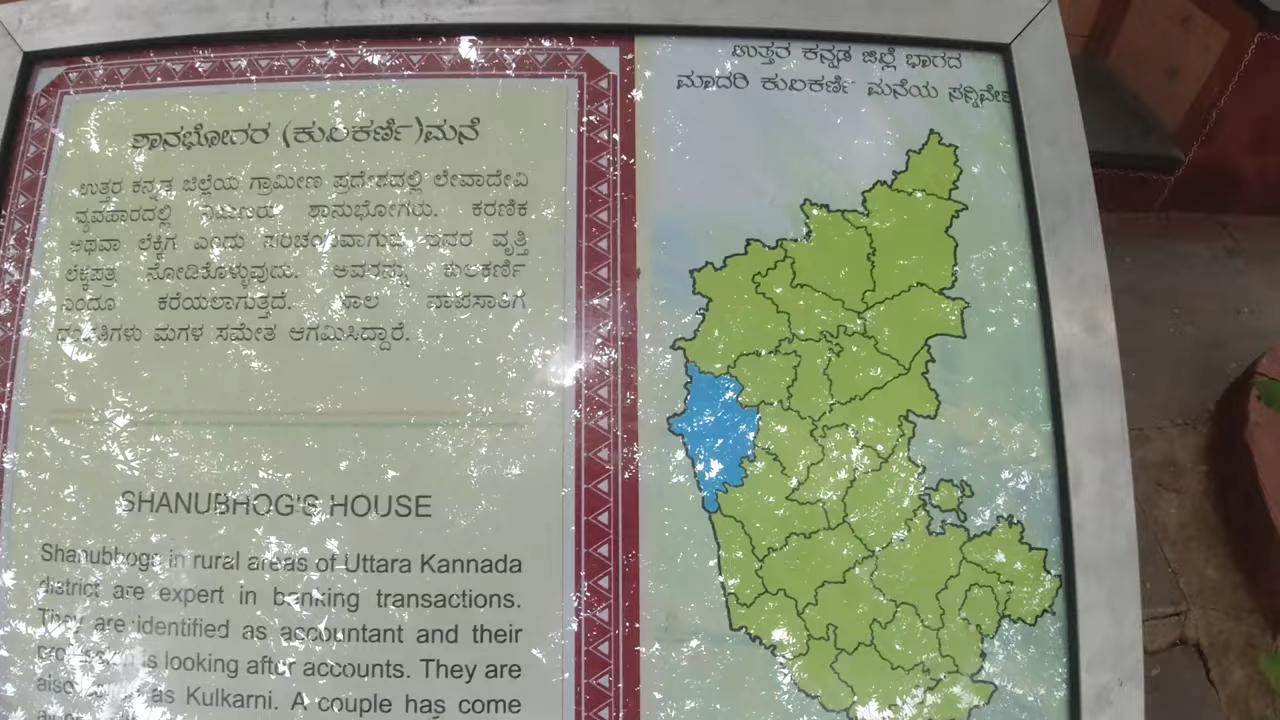 ಶಾನಭೋಗರ (ಕುಲಕರ್ಣಿ)ಮನೆ
ಉತ್ತರ ಕನ್ನಡ ಜಿಲ್ಲೆಯ ಗ್ರಾಮೀಣ ಪ್ರದೇಶದಲ್ಲಿ ಲೇವಾದೇವಿ
ವ್ಯವಹಾರದಲ್ಲಿ ನಿಪುಣರು ಶಾನುಭೋಗರು. ಕರಣಿಕ
ಅಥವಾ ಲೆಕ್ಕಿಗ ಎಂದು ಇವರ ವೃತ್ತಿ
ಲೆಕ್ಕಪತ್ರ ನೋಡಿಕೊಳ್ಳುವುದು. ಅವರನ್ನು ಕುಲಕರ್ಣಿ
ಎಂದೂ ಕರೆಯಲಾಗುತ್ತದೆ. ಸಾಲ
ಮಗಳ ಸಮೇತ ಆಗಮಿಸಿದ್ದಾರೆ.
SHANUBHOG'S HOUSE
Shanubhogs in rural areas of Uttara Kannada
district are expert in banking transactions.
They are identified as accountant and their
profession is looking after accounts. They are
also as Kulkarni. A couple has come
ಉತ್ತರ ಕನ್ನಡ ಜಿಲ್ಲೆ ಭಾಗದ
ಮಾದರಿ ಕುಲಕರ್ಣಿ ಮನೆಯ ಸನ್ನಿವೇಶ